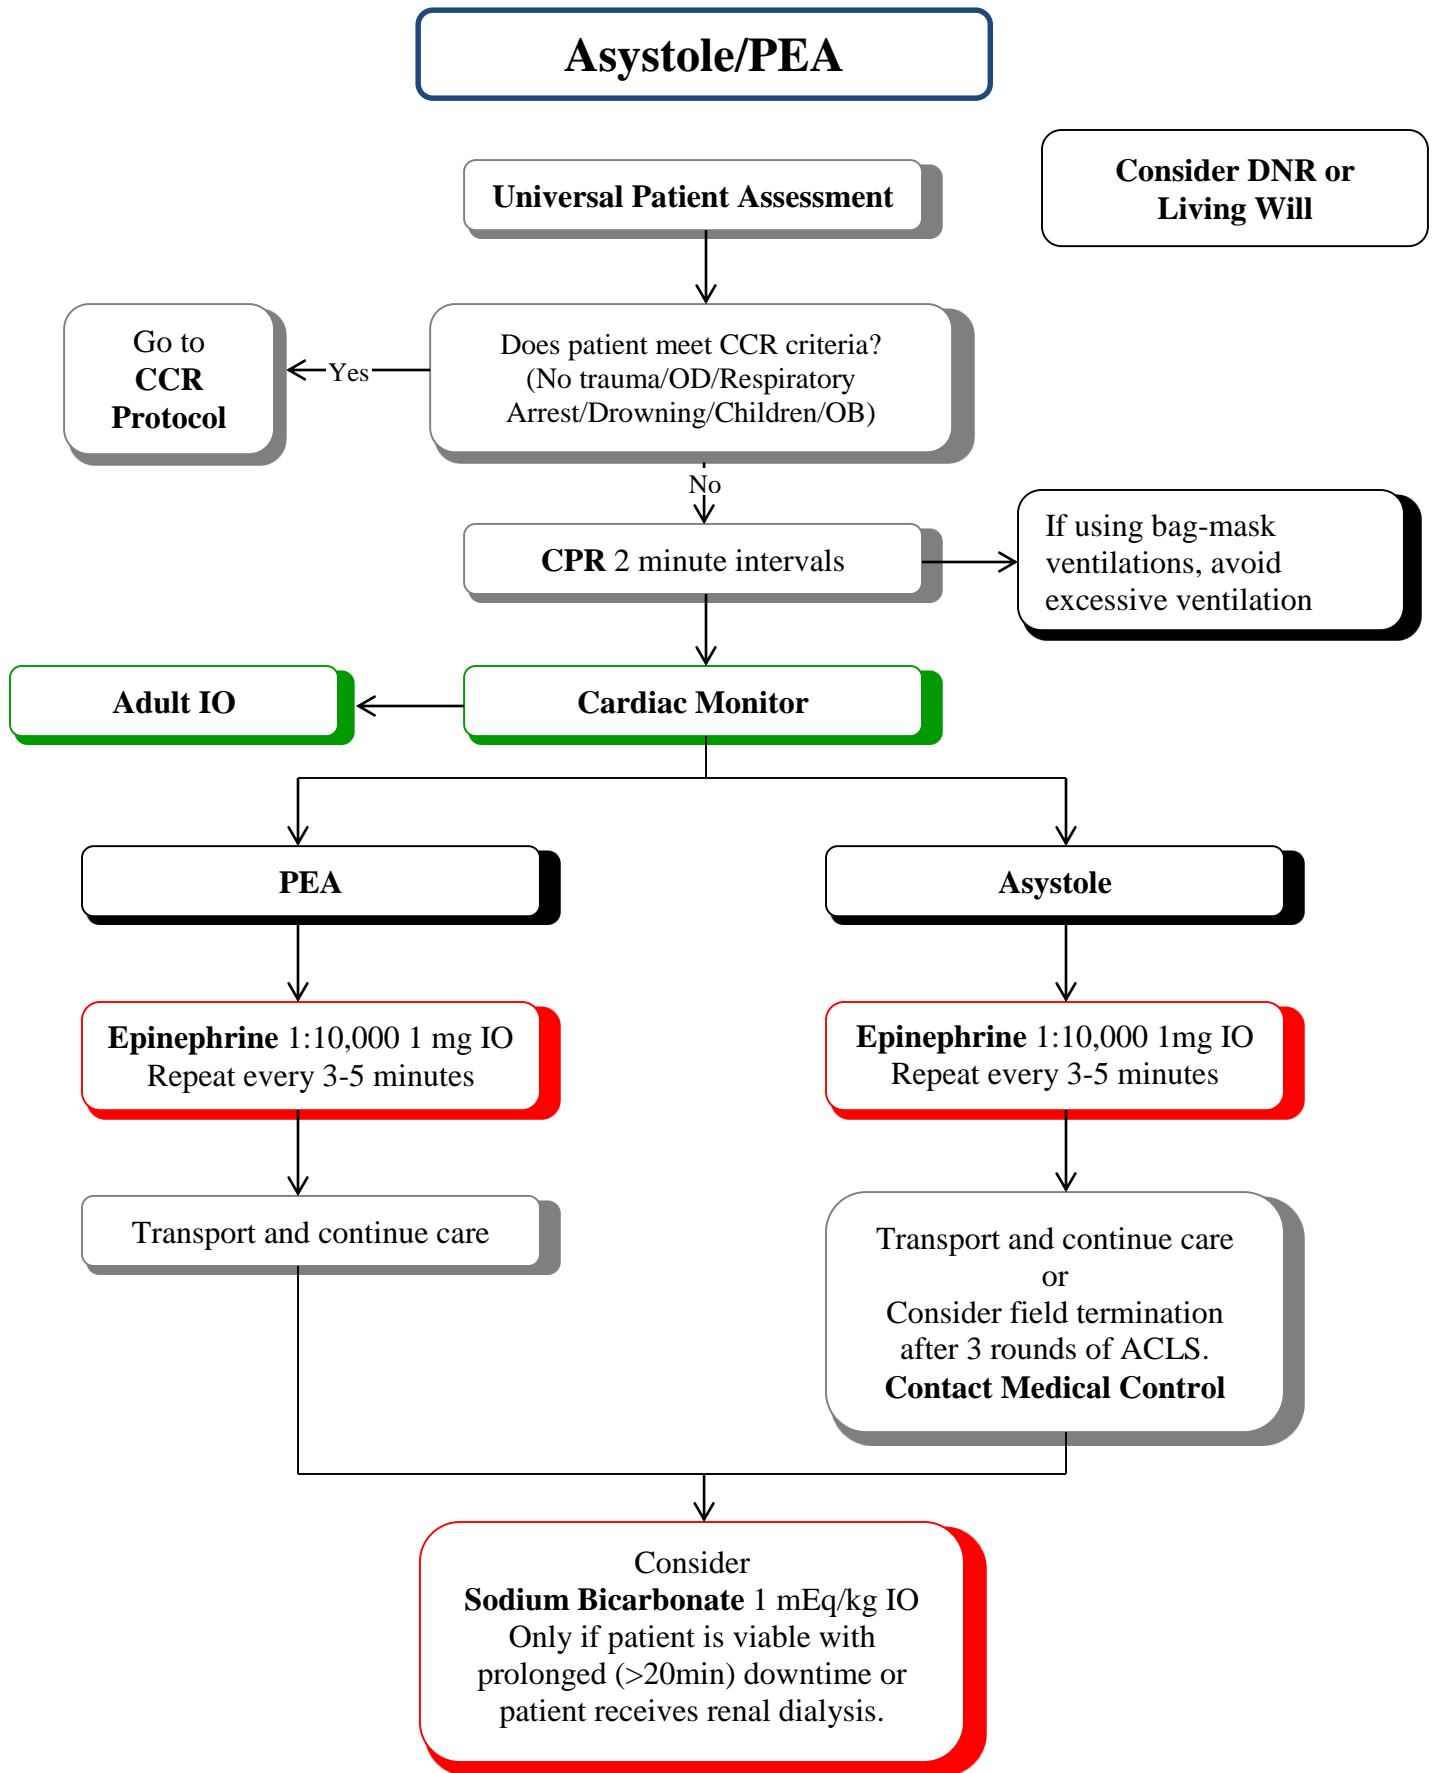 Asystole/PEA
Universal Patient Assessment
Consider DNR or
Living Will
Go to
CCR
Protocol
Yes
Does patient meet CCR criteria?
(No trauma/OD/Respiratory
Arrest/Drowning/Children/OB)
No
CPR 2 minute intervals
If using bag-mask
ventilations, avoid
excessive ventilation
Adult IO
Cardiac Monitor
PEA
Asystole
Epinephrine 1:10,000 1 mg IO
Repeat every 3-5 minutes
Epinephrine 1:10,000 1mg IO
Repeat every 3-5 minutes
Transport and continue care
Transport and continue care
or
Consider field termination
after 3 rounds of ACLS.
Contact Medical Control
Consider
Sodium Bicarbonate 1 mEq/kg IO
Only if patient is viable with
prolonged (>20min) downtime or
patient receives renal dialysis.